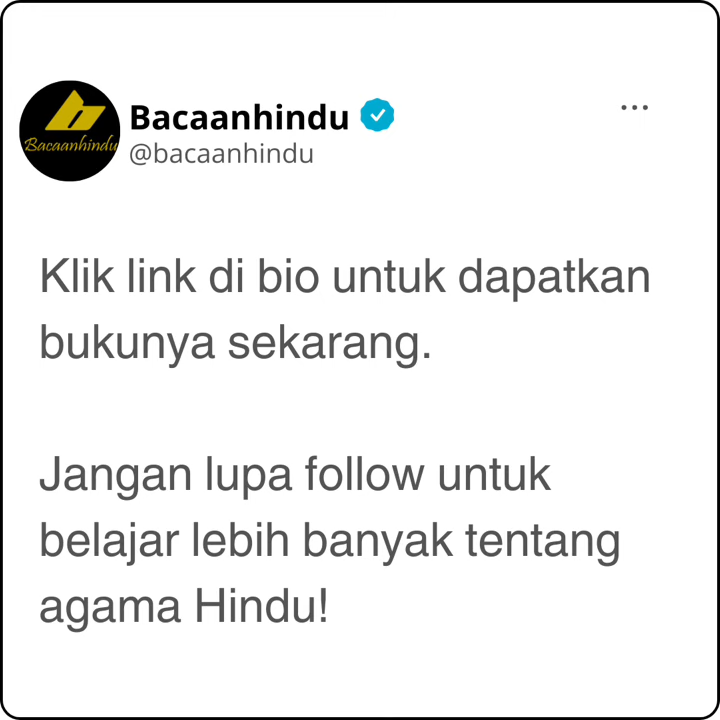 Bacaanhindu
Bacaanhindu
@bacaanhindu
Klik link di bio untuk dapatkan
bukunya sekarang.
Jangan lupa follow untuk
belajar lebih banyak tentang
agama Hindu!